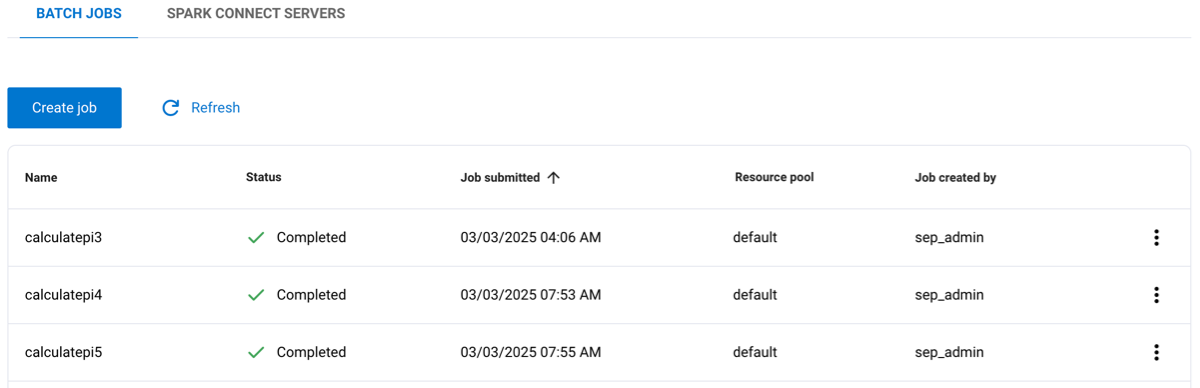 BATCH JOBS SPARK CONNECT SERVERS
Create job Refresh
Name Status Job submitted Resource pool Job created by
calculatepi3 Completed 03/03/2025 04:06 AM default sep_admin
calculatepi4 Completed 03/03/2025 07:53 AM default sep_admin
calculatepi5 Completed 03/03/2025 07:55 AM default sep_admin